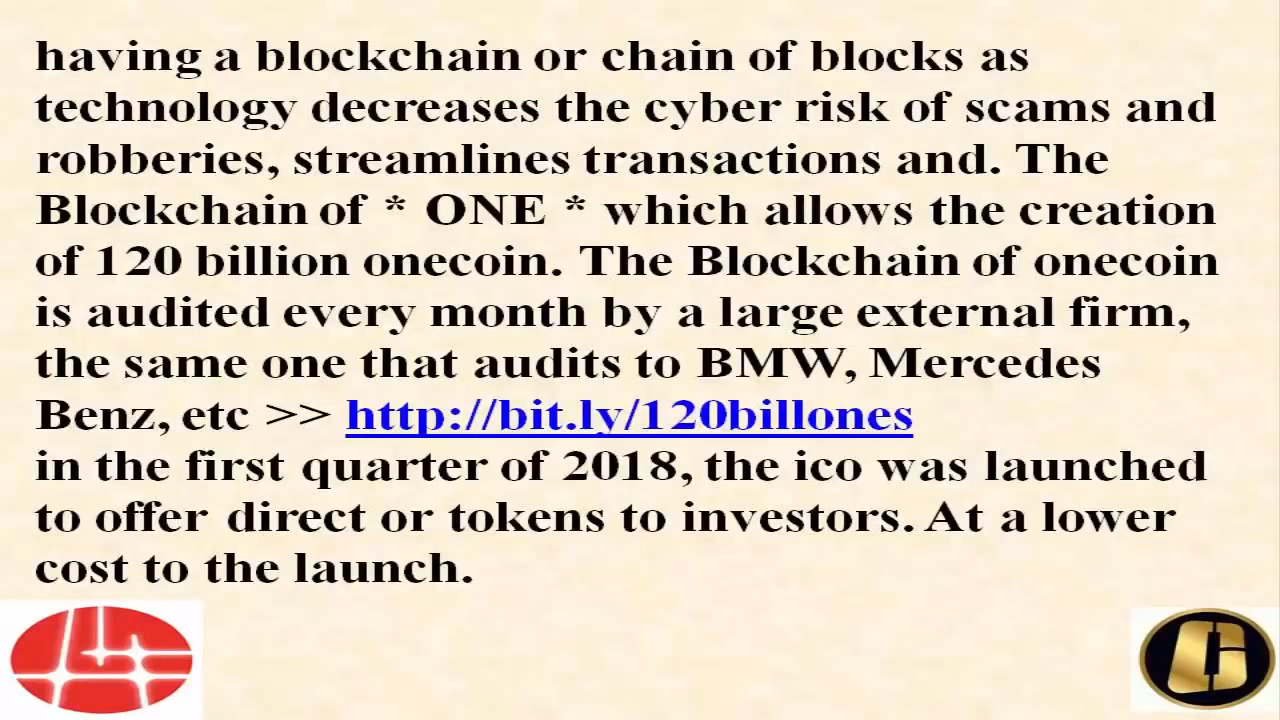 having a blockchain or chain of blocks as
technology decreases the cyber risk of scams and
robberies, streamlines transactions and. The
Blockchain of * ONE * which allows the creation
of 120 billion onecoin. The Blockchain of onecoin
is audited every month by a large external firm,
the same one that audits to BMW, Mercedes
Benz, etc >> http://bit.ly/120billones
in the first quarter of 2018, the ico was launched
to offer direct or tokens to investors. At a lower
cost to the launch.